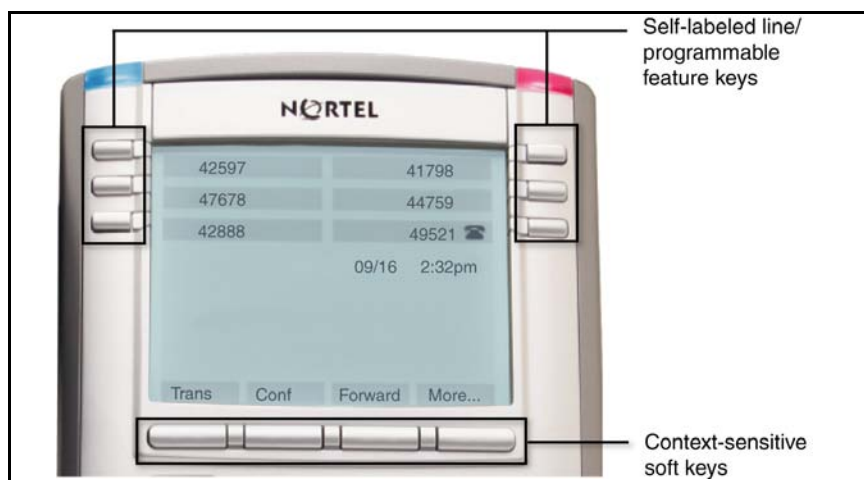 Self-labeled line/
programmable
feature keys
NORTEL
42597 41798
47678 44759
42888 49521
09/16 2:32pm
Trans Conf Forward More...
Context-sensitive
soft keys